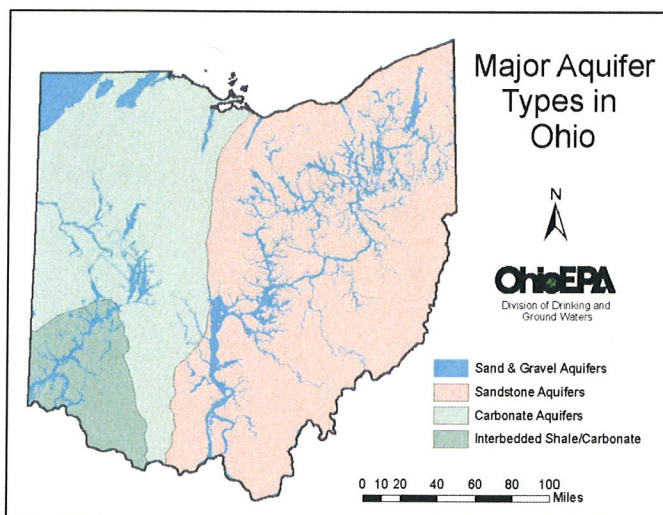 Major Aquifer
Types in
Ohio
N
OhioEPA
Division of Drinking and
Ground Waters
Sand & Gravel Aquifers
Sandstone Aquifers
Carbonate Aquifers
Interbedded Shale/Carbonate
0 10 20 40 60 80 100
Miles